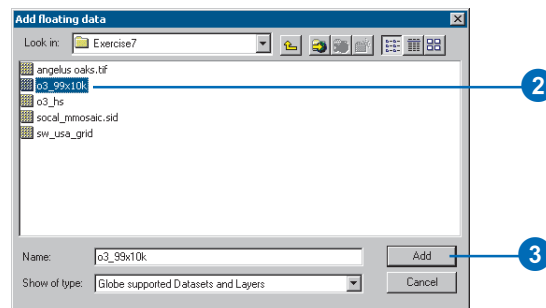 Add floating data
Look in: Exercise7
angelus oaks.tif
o3_99x10k
2
o3_hs
socal_mmosaic.sid
sw_usa_grid
Name: o3_99x10k Add
3
Show of type: Globe supported Datasets and Layers Cancel